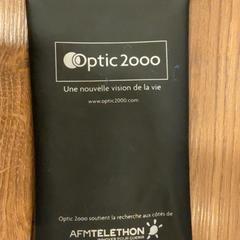 Optic 2000
Une nouvelle vision de la vie
www.optic2000.com
Optic 2000 soutient la recherche aux côtés de
AFMTELETHON
INNOVER POUR GUÉRIR